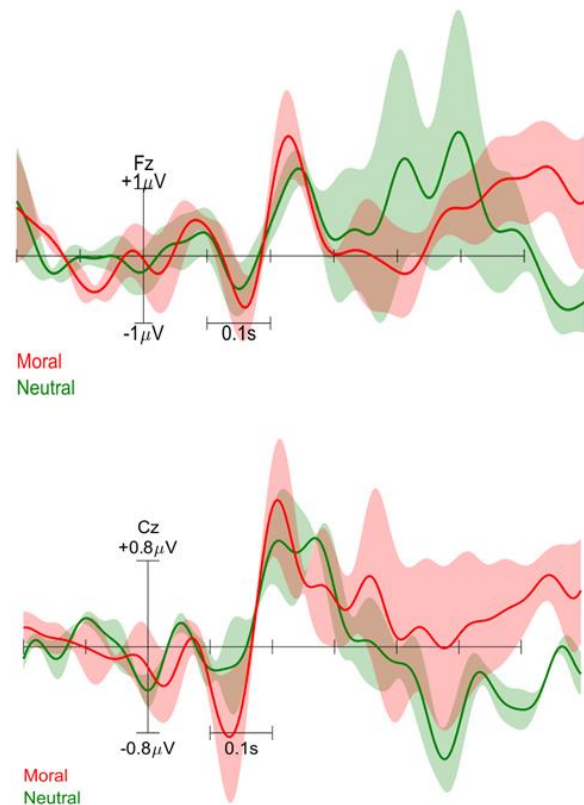 Fz
+1μV
-1μV
0.1s
Moral
Neutral
Cz
+0.8μV
-0.8μV
0.1s
Moral
Neutral